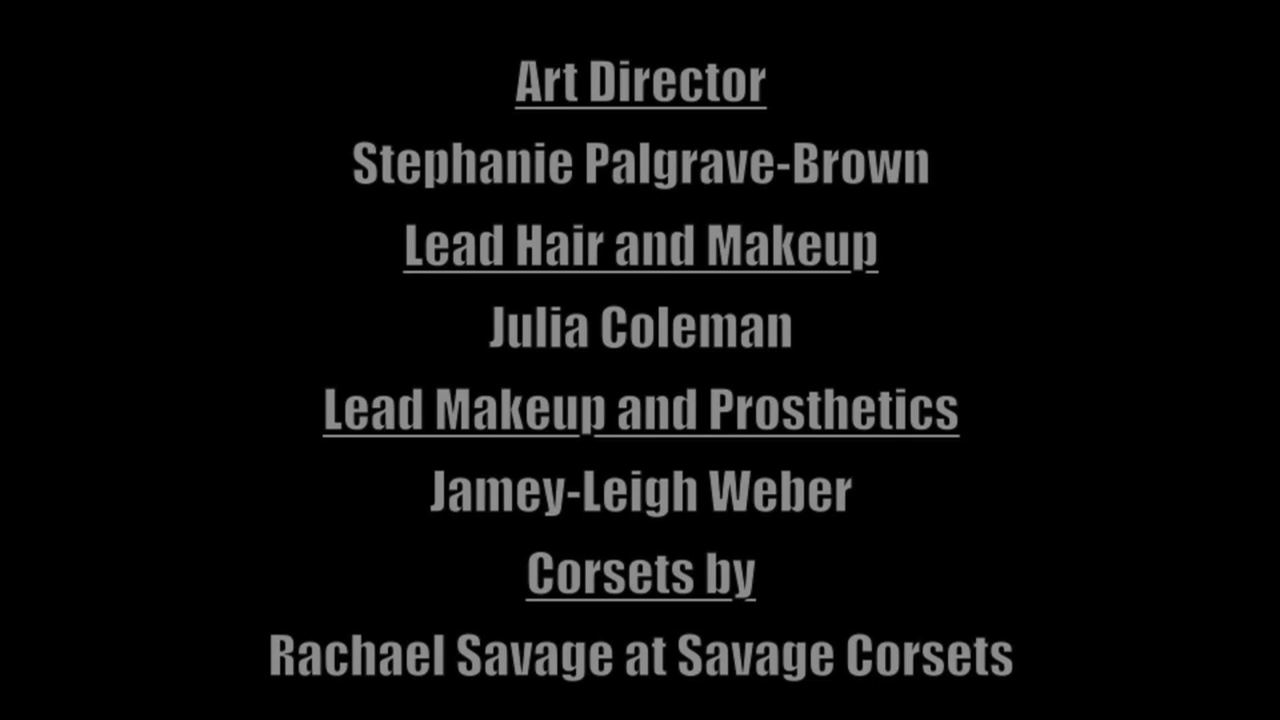 Art Director
Stephanie Palgrave-Brown
Lead Hair and Makeup
Julia Coleman
Lead Makeup and Prosthetics
Jamey-Leigh Weber
Corsets by
Rachael Savage at Savage Corsets